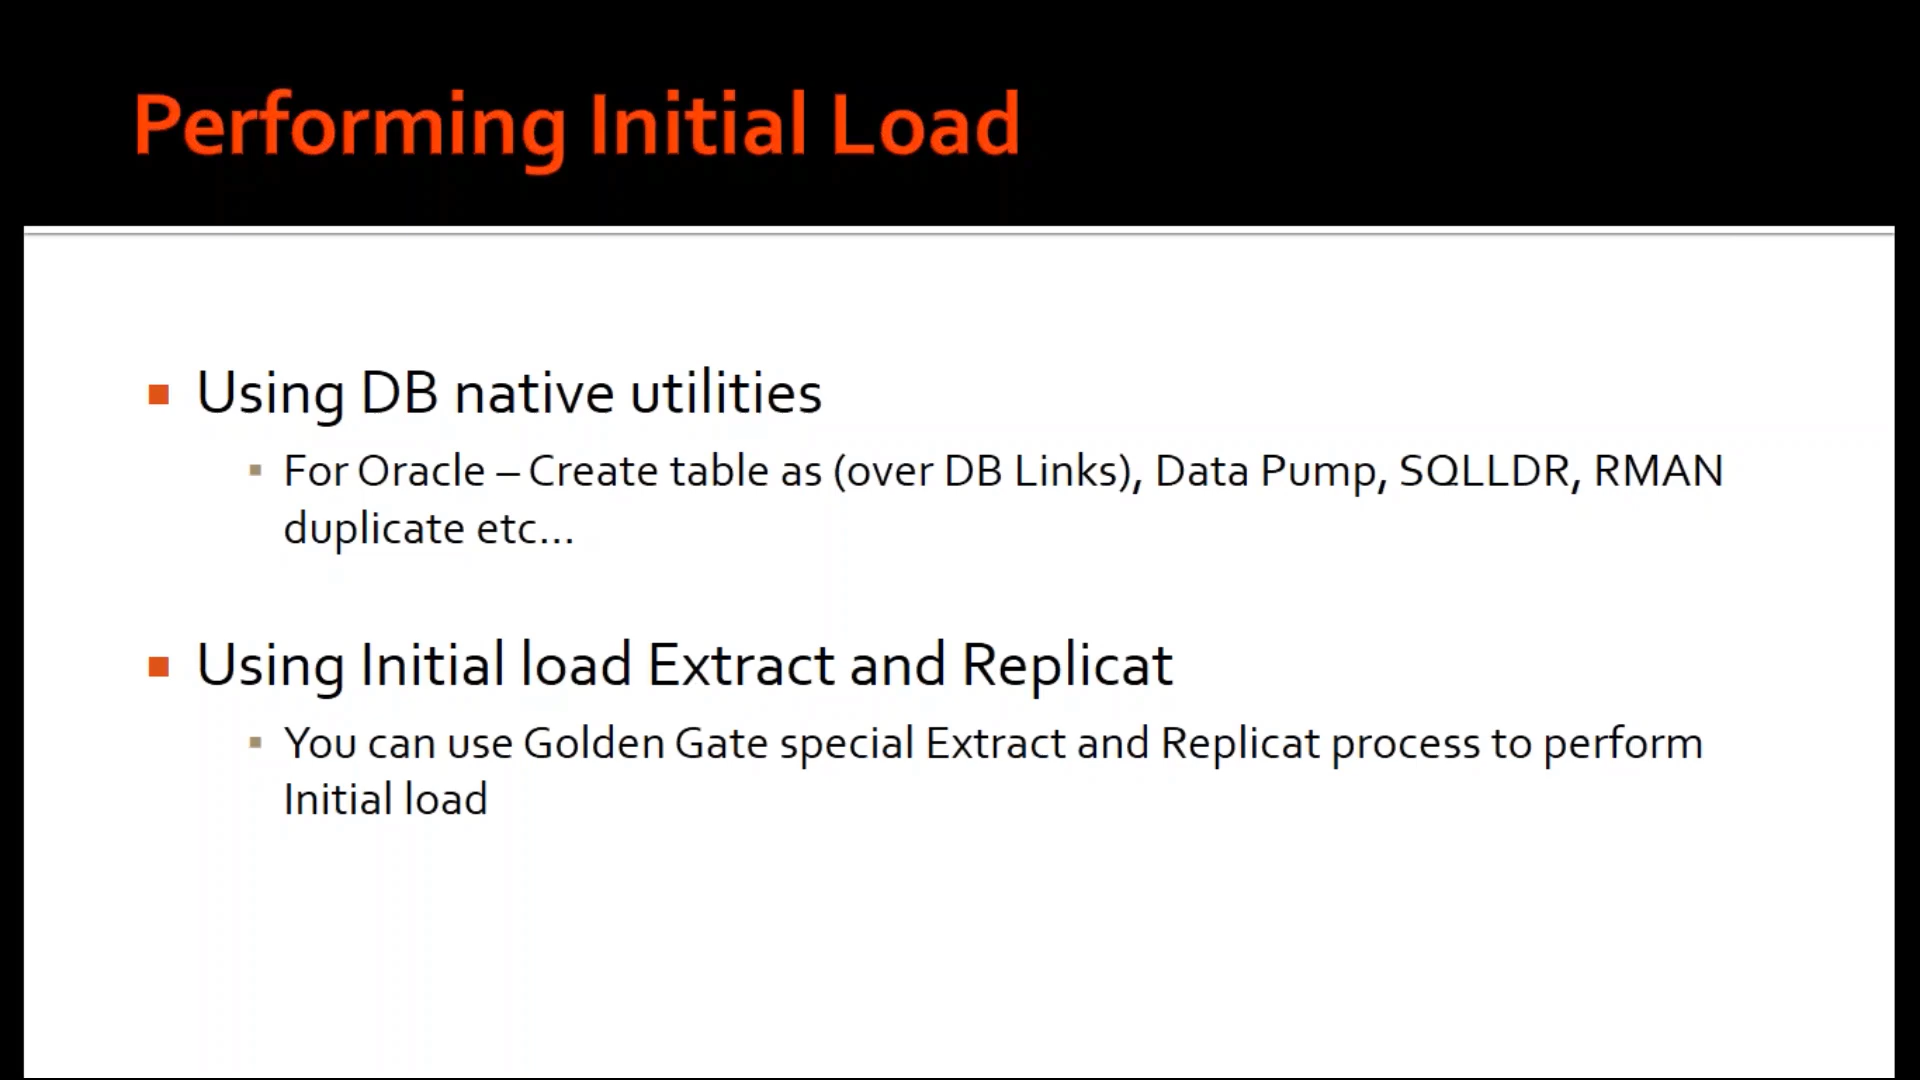 Performing Initial Load
Using DB native utilities
For Oracle – Create table as (over DB Links), Data Pump, SQLLDR, RMAN
duplicate etc...
Using Initial load Extract and Replicat
You can use Golden Gate special Extract and Replicat process to perform
Initial load